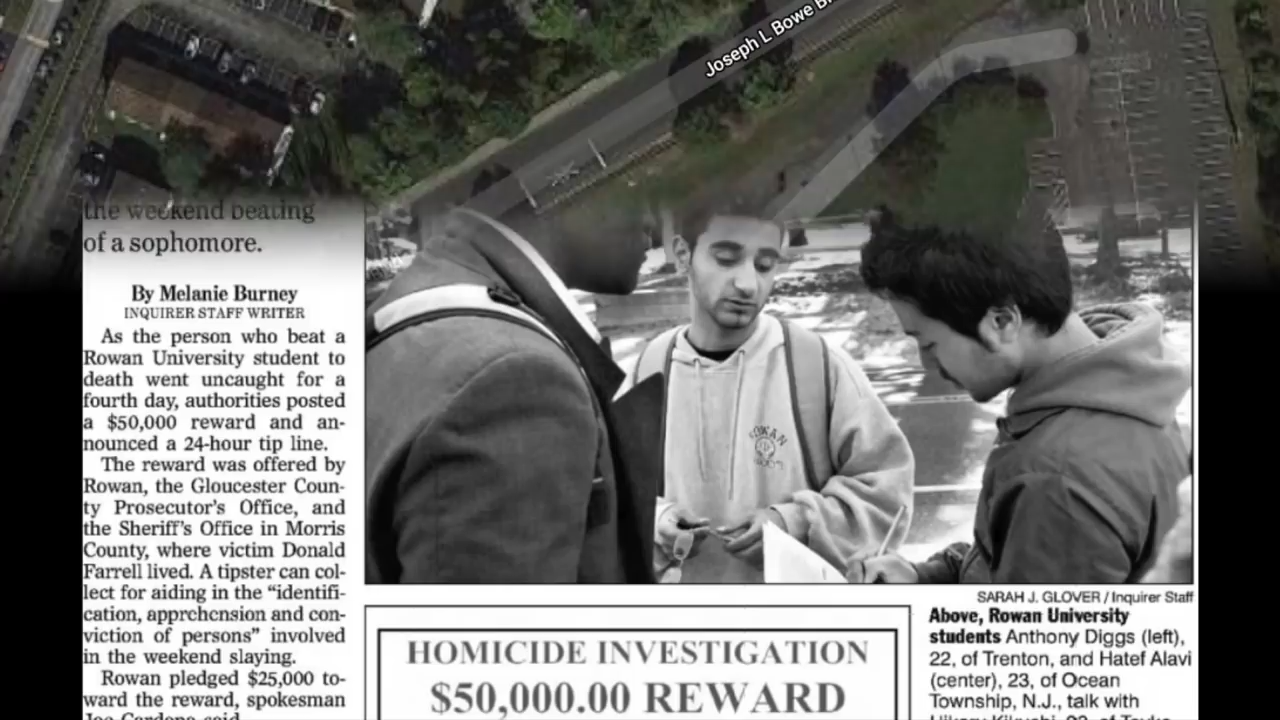 Joseph L Bowe B
the weekend beating
of a sophomore.
By Melanie Burney
INQUIRER STAFF WRITER
As the person who beat a
Rowan University student to
death went uncaught for a
fourth day, authorities posted
a $50,000 reward and an-
nounced a 24-hour tip line.
The reward was offered by
Rowan, the Gloucester Coun-
ty Prosecutor's Office, and
the Sheriff's Office in Morris
County, where victim Donald
Farrell lived. A tipster can col-
lect for aiding in the “identifi-
cation, apprehension and con-
viction of persons” involved
in the weekend slaying.
Rowan pledged $25,000 to-
ward the reward, spokesman
Joe Cardona said.
ROWAN
SARAH J. GLOVER / Inquirer Staff
HOMICIDE INVESTIGATION
$50,000.00 REWARD
Above, Rowan University
students Anthony Diggs (left),
22, of Trenton, and Hatef Alavi
(center), 23, of Ocean
Township, N.J., talk with